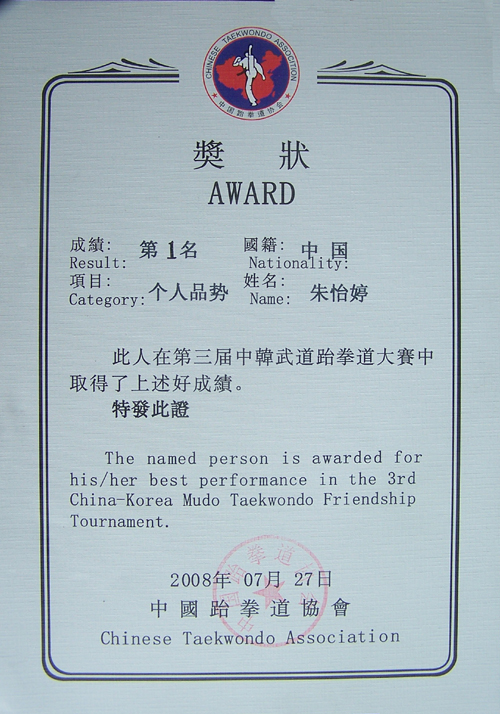 CHINESE TAEKWONDO ASSOCITION
★中国跆拳道协会★
獎狀
AWARD
成績: 第1名 國籍: 中国
Result: Nationality:
項目: 个人品势 姓名: 朱怡婷
Category: Name:
此人在第三届中韓武道跆拳道大賽中
取得了上述好成績。
特發此證
The named person is awarded for
his/her best performance in the 3rd
China-Korea Mudo Taekwondo Friendship
Tournament.
2008年 07月 27日
中國跆拳道協會
Chinese Taekwondo Association